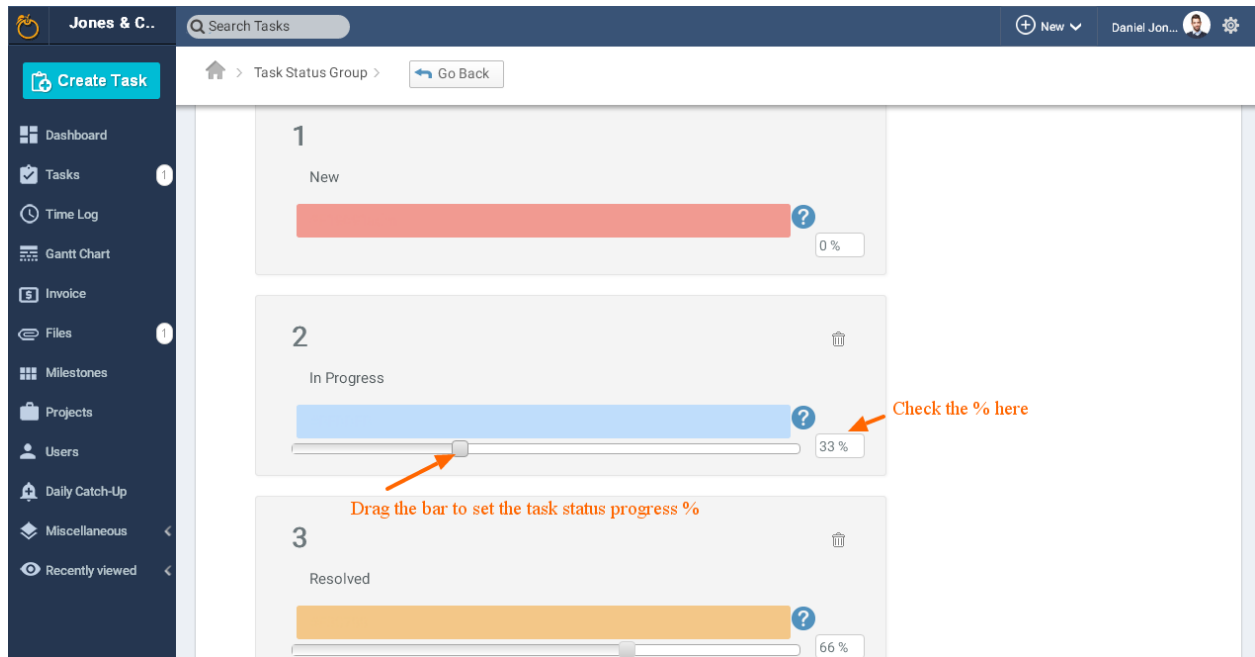 Jones & C..
Search Tasks
New
Daniel Jon...
Create Task
Task Status Group >
Go Back
Dashboard
Tasks
1
Time Log
Gantt Chart
Invoice
Files
1
Milestones
Projects
Users
Daily Catch-Up
Miscellaneous
Recently viewed
1
New
?
0 %
2
In Progress
?
33 %
Check the % here
Drag the bar to set the task status progress %
3
Resolved
?
66 %